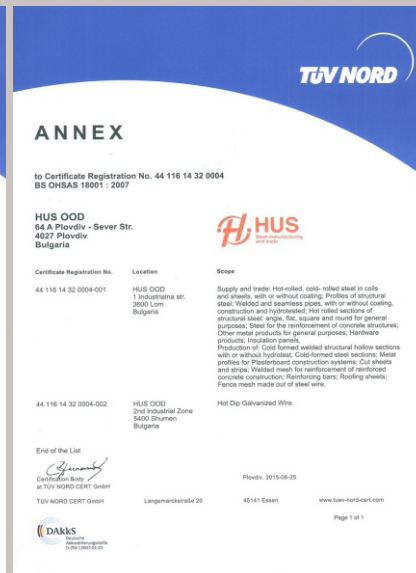 TÜV NORD
ANNEX
to Certificate Registration No. 44 116 14 32 0004
BS OHSAS 18001 : 2007
HUS OOD
64 A Plovdiv - Sever Str.
4027 Plovdiv
Bulgaria
HUS
Steel manufacturing
and trade
Certificate Registration No. Location Scope
44 116 14 32 0004-001
HUS OOD
1 Industrialna str.
3600 Lom
Bulgaria
Supply and trade: Hot-rolled, cold- rolled steel in coils
and sheets, with or without coating; Profiles of structural
steel; Welded and seamless pipes, with or without coating,
construction and hydrotested; Hot rolled sections of
structural steel: angle, flat, square and round for general
purposes; Steel for the reinforcement of concrete structures;
Other metal products for general purposes; Hardware
products; Insulation panels.
Production of: Cold formed welded structural hollow sections
with or without hydrotest, Cold-formed steel sections; Metal
profiles for Plasterboard construction systems; Cut sheets
and strips; Welded mesh for reinforcement of reinforced
concrete construction; Reinforcing bars; Roofing sheets;
Fence mesh made out of steel wire.
44 116 14 32 0004-002
HUS OOD
2nd Industrial Zone
5400 Shumen
Bulgaria
Hot Dip Galvanized Wire.
End of the List
Certification Body
at TÜV NORD CERT GmbH
Plovdiv, 2015-08-25
TÜV NORD CERT GmbH Langemarckstraße 20 45141 Essen www.tuev-nord-cert.com
Page 1 of 1
DAkkS
Deutsche
Akkreditierungsstelle
D-ZM-12007-01-05